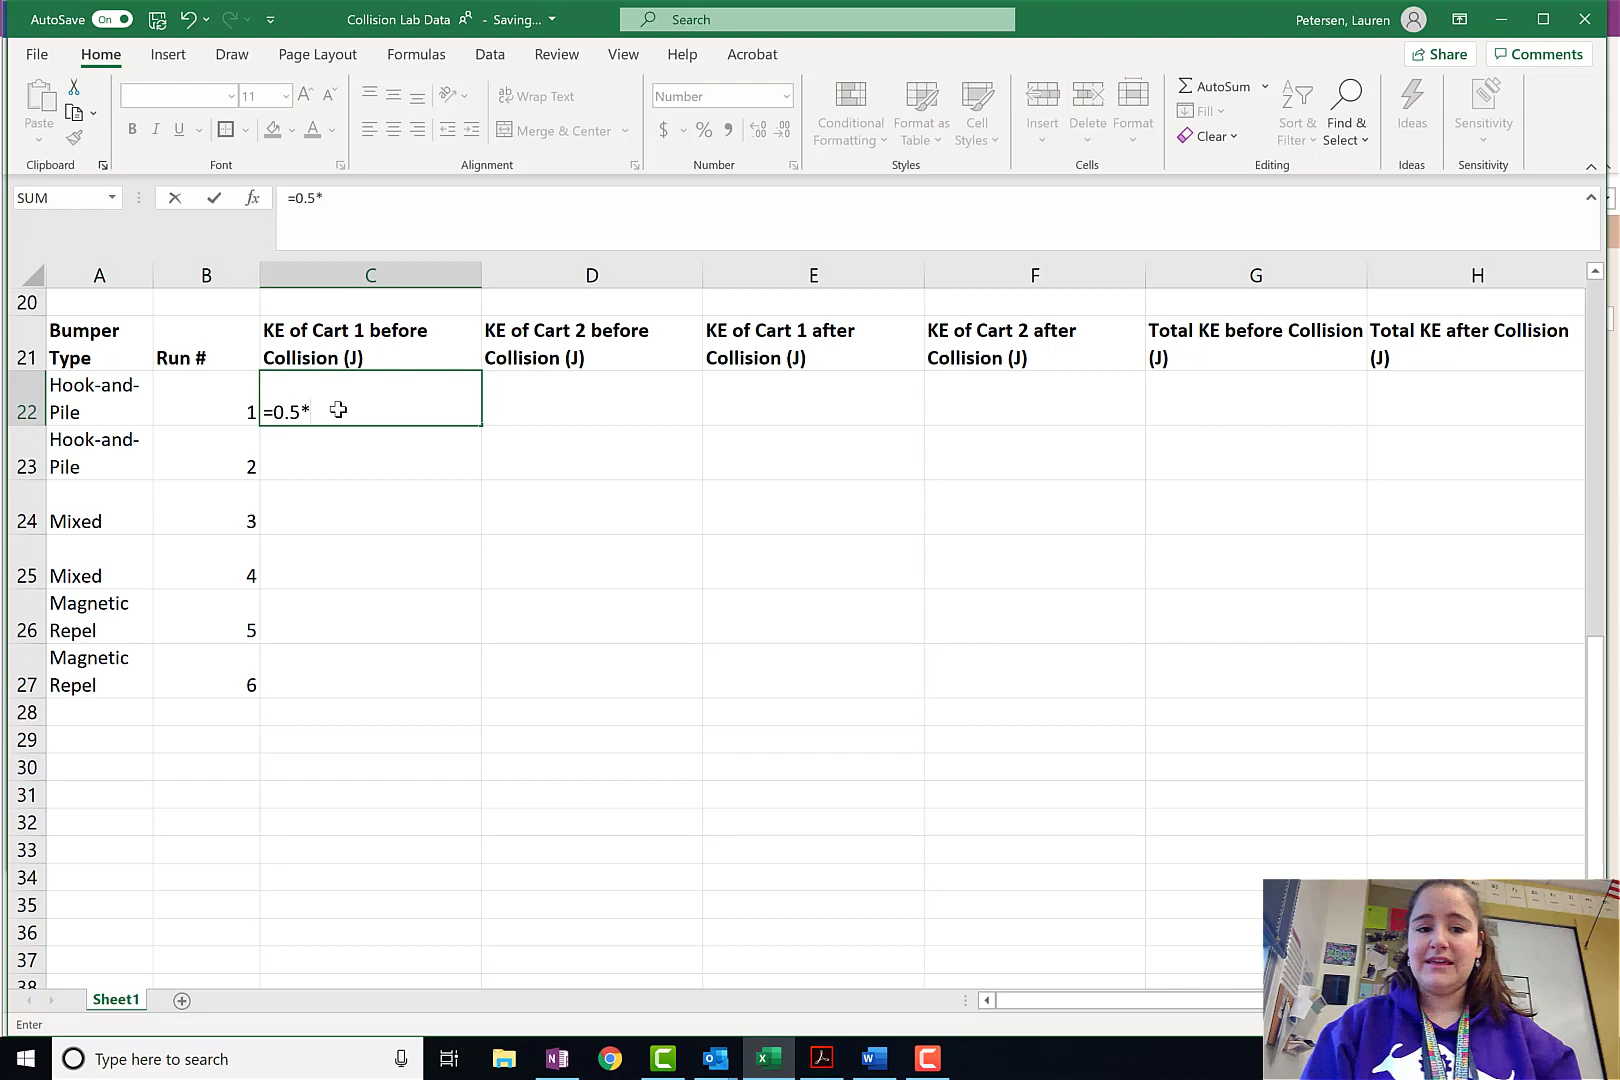 AutoSave On Collision Lab Data - Saving... Search Petersen, Lauren
File Home Insert Draw Page Layout Formulas Data Review View Help Acrobat Share Comments
Paste
11
B I U
ab Wrap Text
Merge & Center
Number
$ % 9
Conditional Formatting
Format as Table
Cell Styles
Insert Delete Format
AutoSum
Fill
Clear
Sort & Filter
Find & Select
Ideas
Sensitivity
Clipboard Font Alignment Number Styles Cells Editing Ideas Sensitivity
SUM fx =0.5*
A B C D E F G H
20
21 Bumper Type Run # KE of Cart 1 before Collision (J) KE of Cart 2 before Collision (J) KE of Cart 1 after Collision (J) KE of Cart 2 after Collision (J) Total KE before Collision (J) Total KE after Collision (J)
22 Hook-and-Pile 1 =0.5*
23 Hook-and-Pile 2
24 Mixed 3
25 Mixed 4
26 Magnetic Repel 5
27 Magnetic Repel 6
28
29
30
31
32
33
34
35
36
37
38
Sheet1
Enter
Type here to search